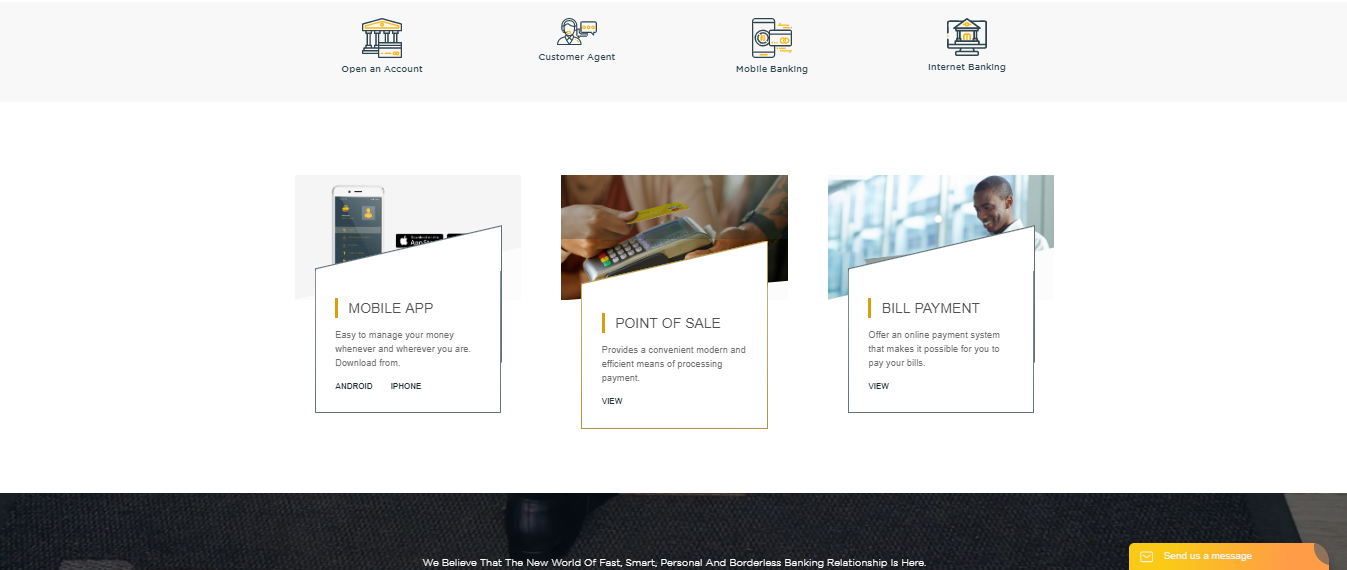 Open an Account
Customer Agent
Mobile Banking
Internet Banking
MOBILE APP
Easy to manage your money
whenever and wherever you are.
Download from.
ANDROID IPHONE
POINT OF SALE
Provides a convenient modern and
efficient means of processing
payment.
VIEW
BILL PAYMENT
Offer an online payment system
that makes it possible for you to
pay your bills.
VIEW
We Believe That The New World Of Fast, Smart, Personal And Borderless Banking Relationship Is Here.
Send us a message